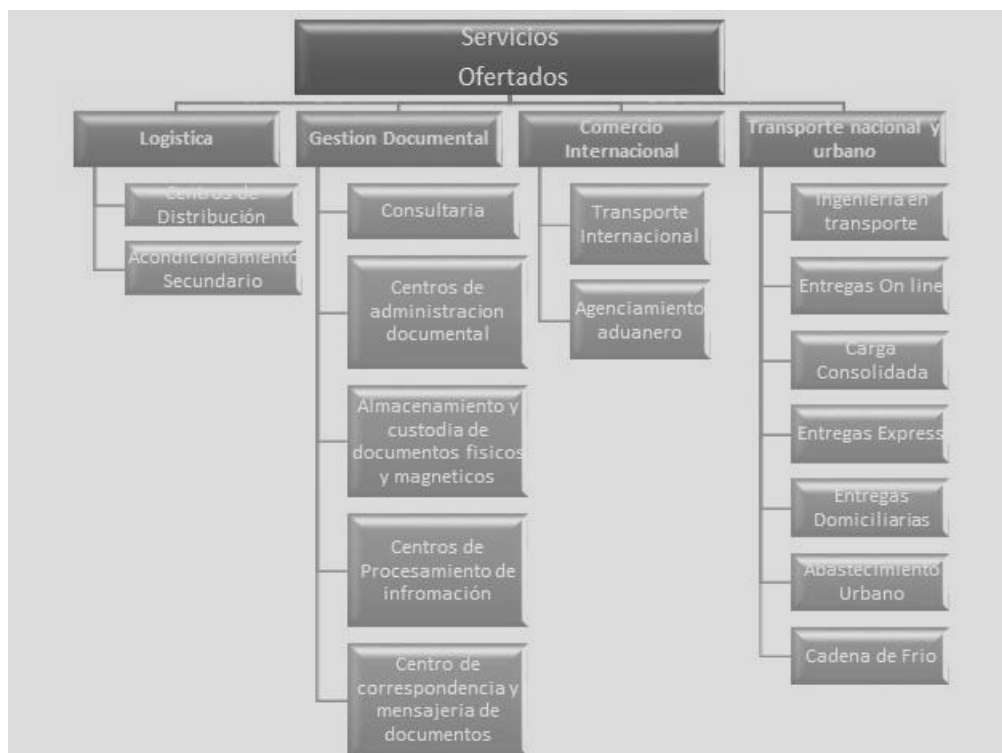 Servicios
Ofertados
Logistica
Centros de
Distribución
Acondicionamiento
Secundario
Gestion Documental
Consultaria
Centros de
administracion
documental
Almacenamiento y
custodia de
documentos fisicos
y magneticos
Centros de
Procesamiento de
infromación
Centro de
correspondencia y
mensajeria de
documentos
Comercio
Internacional
Transporte
Internacional
Agenciamiento
aduanero
Transporte nacional y
urbano
Ingenieria en
transporte
Entregas On line
Carga
Consolidada
Entregas Express
Entregas
Domiciliarias
Abastecimiento
Urbano
Cadena de Frio